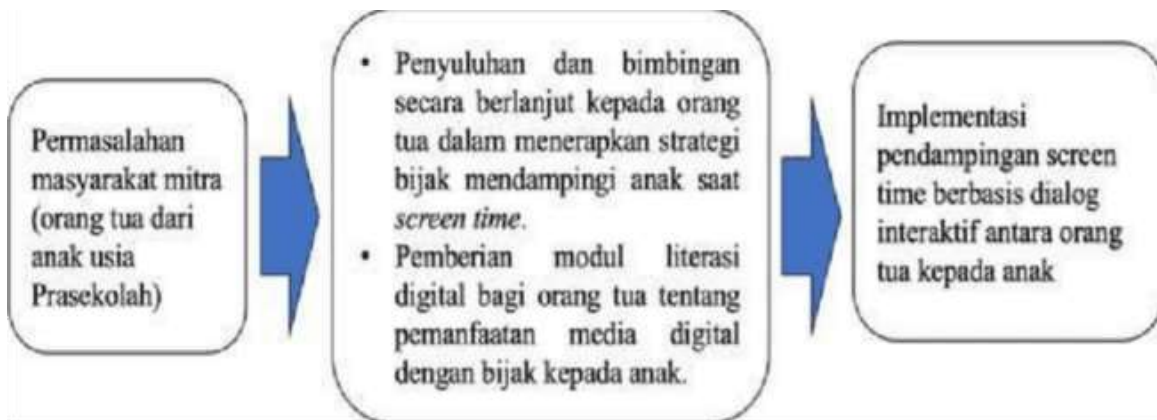 Permasalahan
masyarakat mitra
(orang tua dari
anak usia
Prasekolah)
• Penyuluhan dan bimbingan
secara berlanjut kepada orang
tua dalam menerapkan strategi
bijak mendampingi anak saat
screen time.
• Pemberian modul literasi
digital bagi orang tua tentang
pemanfaatan media digital
dengan bijak kepada anak.
Implementasi
pendampingan screen
time berbasis dialog
interaktif antara orang
tua kepada anak